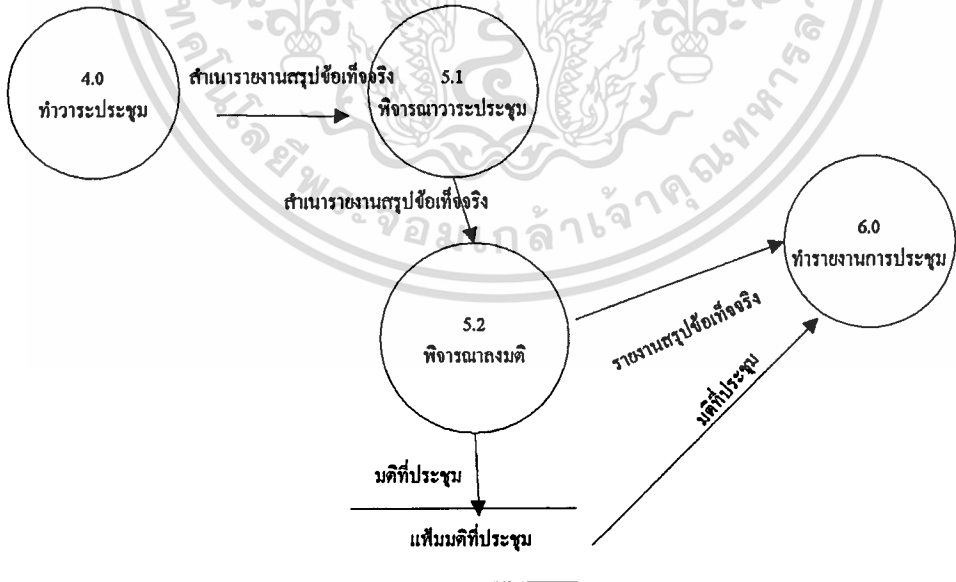 4.0
ทำวาระประชุม
สำเนารายงานสรุปข้อเท็จจริง
5.1
พิจารณาวาระประชุม
สำเนารายงานสรุปข้อเท็จจริง
5.2
พิจารณาลงมติ
6.0
ทำรายงานการประชุม
รายงานสรุปข้อเท็จจริง
มติที่ประชุม
มติที่ประชุม
แฟ้มมติที่ประชุม